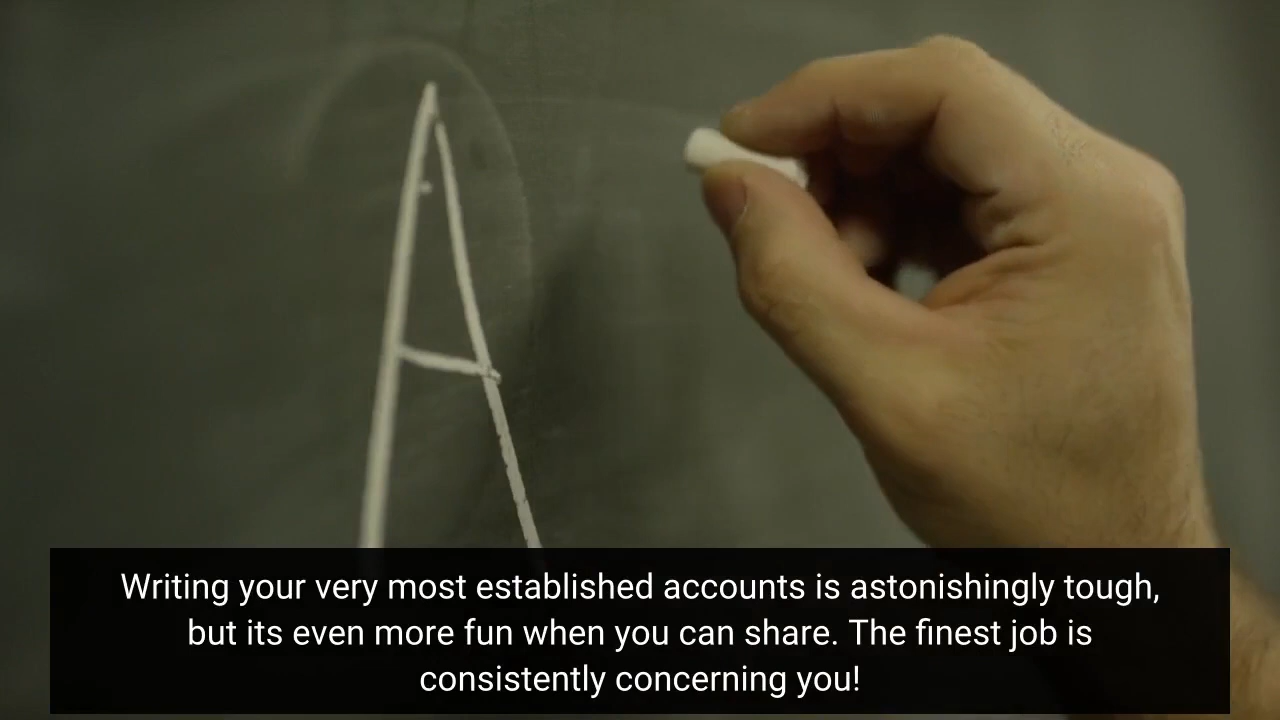 A
Writing your very most established accounts is astonishingly tough,
but its even more fun when you can share. The finest job is
consistently concerning you!